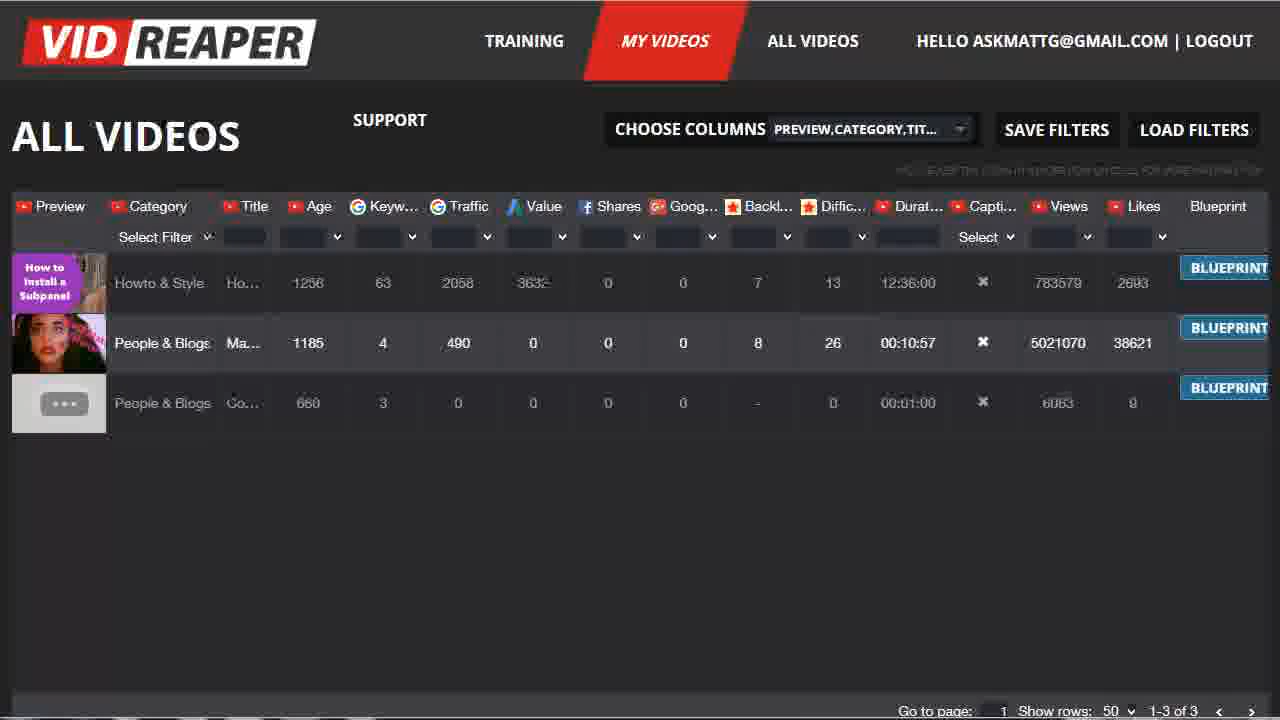 VID REAPER
TRAINING
MY VIDEOS
ALL VIDEOS
HELLO ASKMATTG@GMAIL.COM | LOGOUT
ALL VIDEOS
SUPPORT
CHOOSE COLUMNS PREVIEW,CATEGORY,TIT...
SAVE FILTERS
LOAD FILTERS
Preview Category Title Age Keyw... Traffic Value Shares Goog... Backl... Diffic... Durat... Capti... Views Likes Blueprint
Select Filter Select
How to
Install a
Subpanel
Howto & Style Ho... 1256 63 2058 3632 0 0 7 13 12:36:00 ✖ 783579 2693 BLUEPRINT
People & Blogs Ma... 1185 4 490 0 0 0 8 26 00:10:57 ✖ 5021070 38621 BLUEPRINT
People & Blogs Co... 660 3 0 0 0 0 - 0 00:01:00 ✖ 6063 9 BLUEPRINT
Go to page: 1 Show rows: 50 1-3 of 3 < >